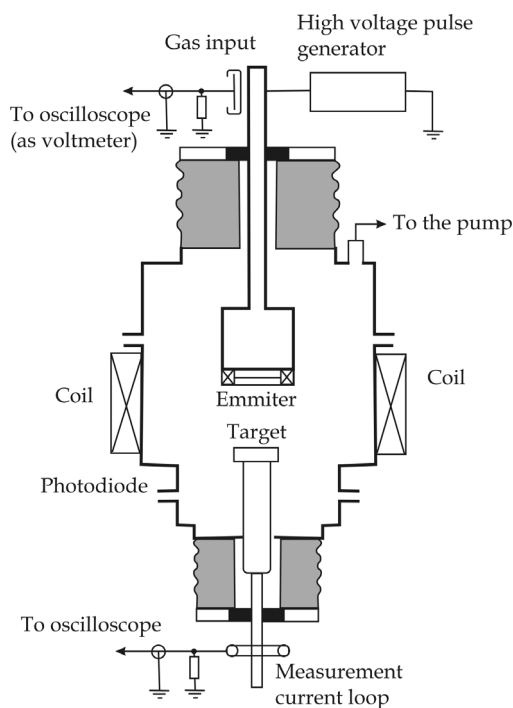 Gas input
High voltage pulse
generator
To oscilloscope
(as voltmeter)
To the pump
Coil
Coil
Emmiter
Target
Photodiode
To oscilloscope
Measurement
current loop